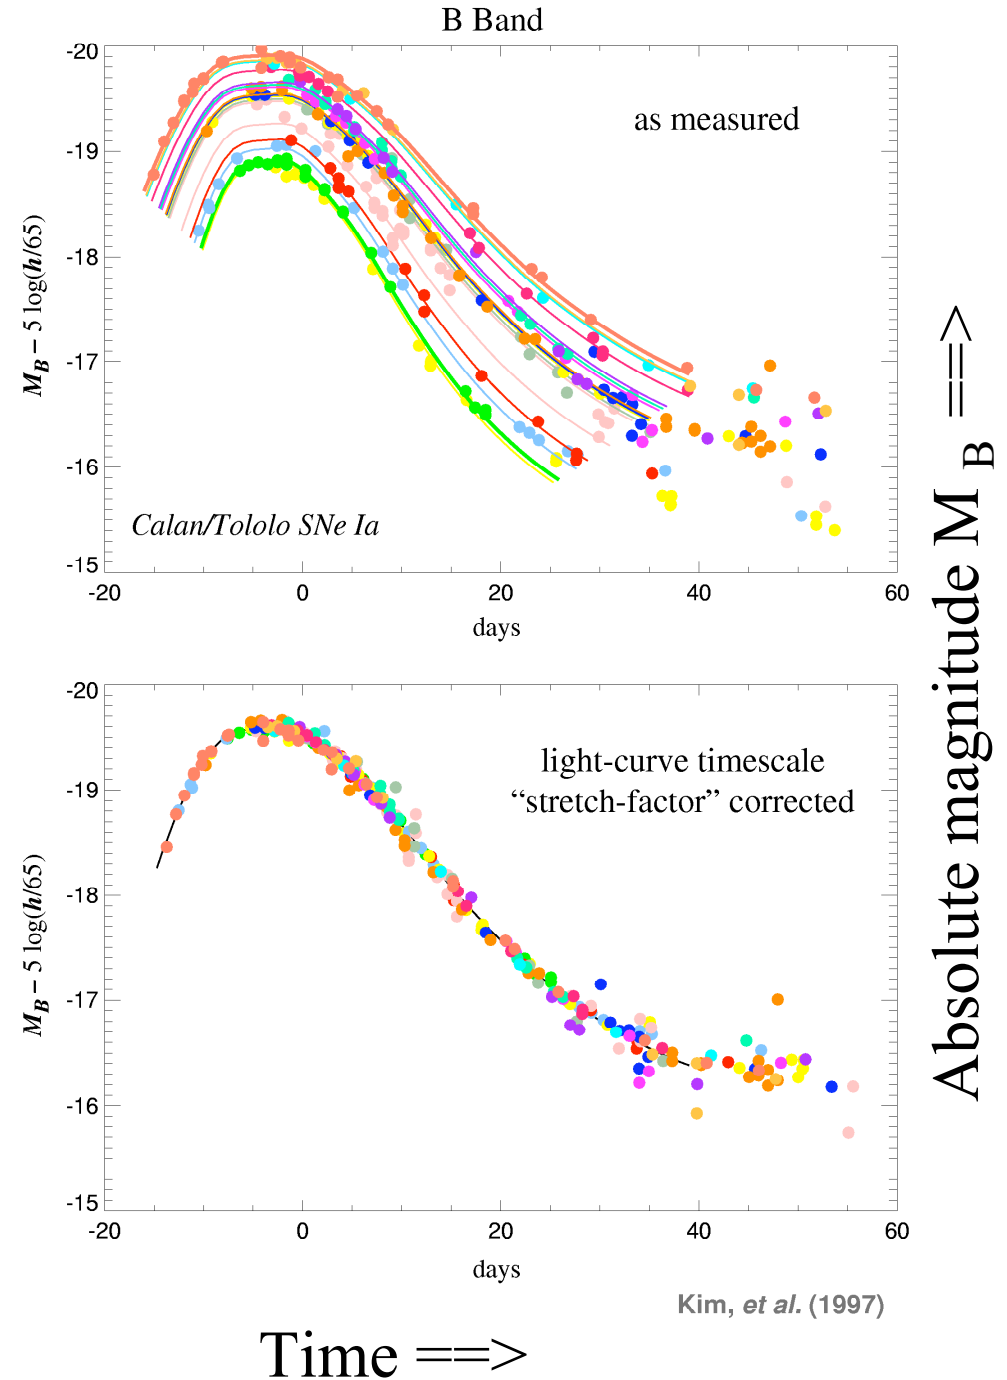 B Band
-20
-19
-18
-17
-16
-15
as measured
Calan/Tololo SNe Ia
M_B − 5 log(h/65)
-20 0 20 40 60
days
-20
-19
-18
-17
-16
-15
light-curve timescale
“stretch-factor” corrected
M_B − 5 log(h/65)
-20 0 20 40 60
days
Kim, et al. (1997)
Time ==>
Absolute magnitude M_B ==>